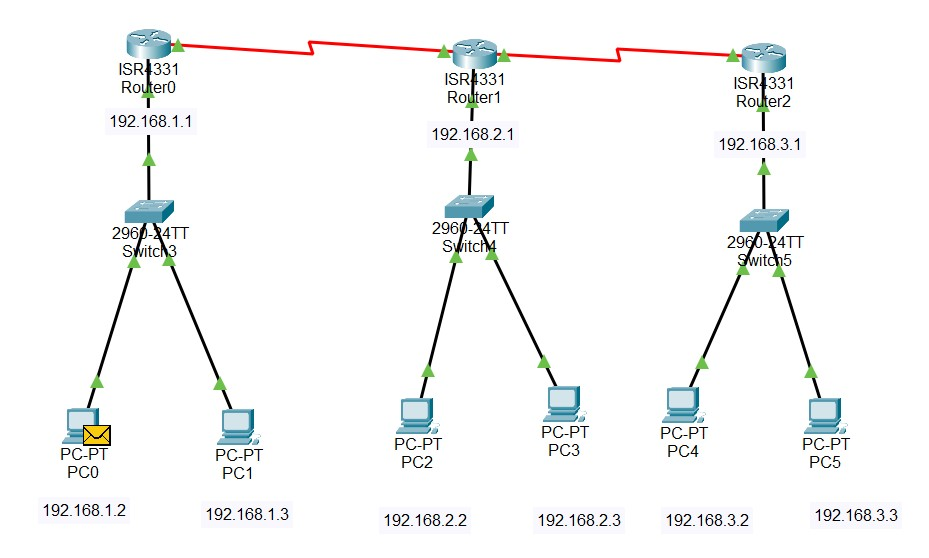 ISR4331
Router0
192.168.1.1
ISR4331
Router1
192.168.2.1
ISR4331
Router2
192.168.3.1
2960-24TT
Switch3
2960-24TT
Switch4
2960-24TT
Switch5
PC-PT
PC0
192.168.1.2
PC-PT
PC1
192.168.1.3
PC-PT
PC2
192.168.2.2
PC-PT
PC3
192.168.2.3
PC-PT
PC4
192.168.3.2
PC-PT
PC5
192.168.3.3